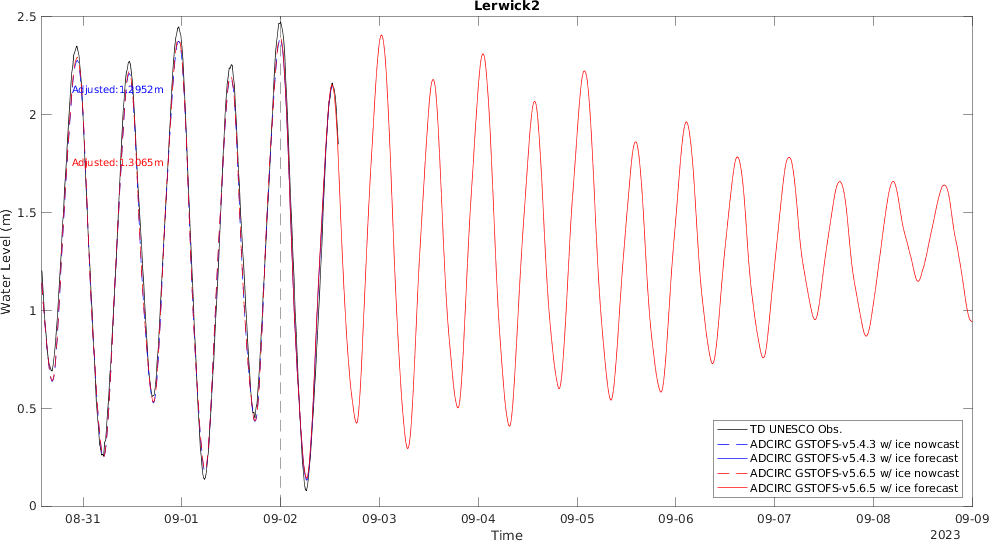 Lerwick2
2.5
2
1.5
1
0.5
0
Water Level (m)
Adjusted:1.2952m
Adjusted:1.3065m
TD UNESCO Obs.
ADCIRC GSTOFS-v5.4.3 w/ ice nowcast
ADCIRC GSTOFS-v5.4.3 w/ ice forecast
ADCIRC GSTOFS-v5.6.5 w/ ice nowcast
ADCIRC GSTOFS-v5.6.5 w/ ice forecast
08-31 09-01 09-02 09-03 09-04 09-05 09-06 09-07 09-08 09-09
Time
2023